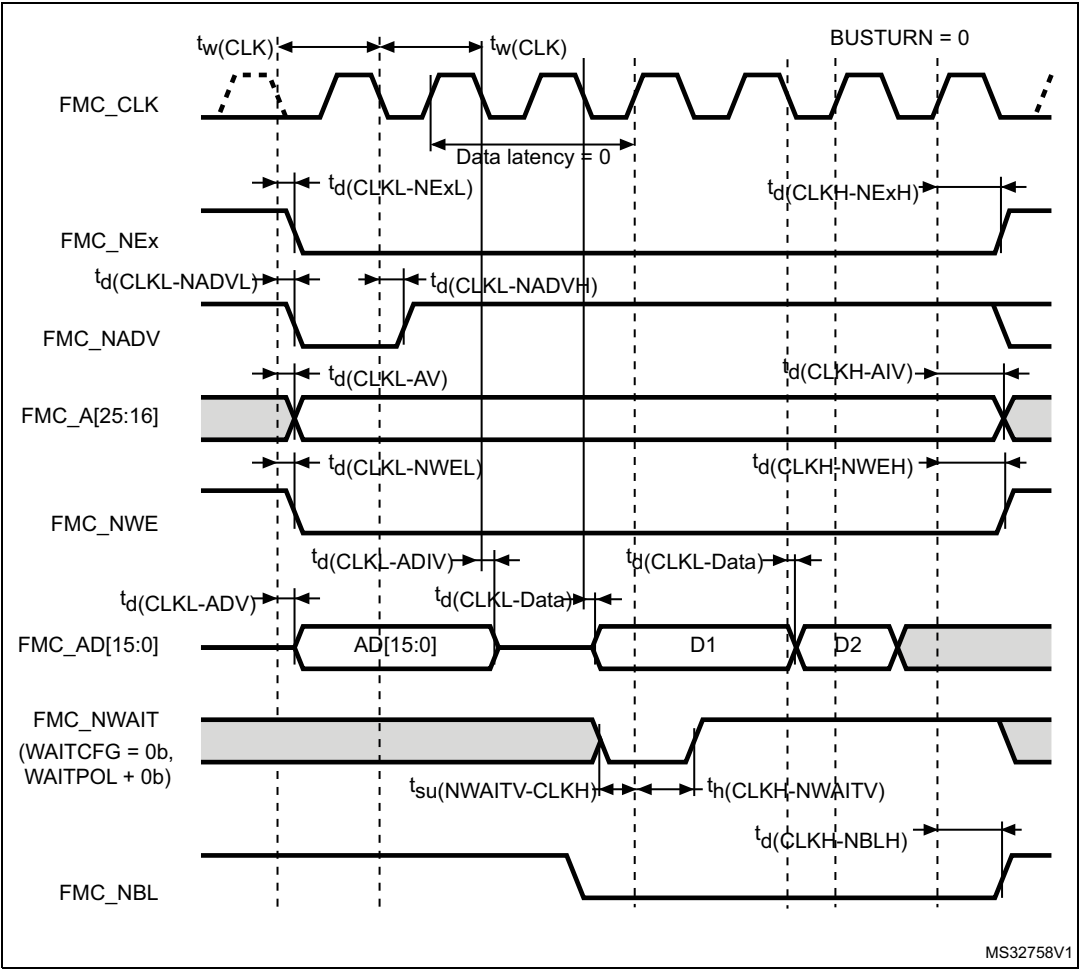 tw(CLK) tw(CLK) BUSTURN = 0
FMC_CLK
Data latency = 0
td(CLKL-NExL) td(CLKH-NExH)
FMC_NEx
td(CLKL-NADVL) td(CLKL-NADVH)
FMC_NADV
td(CLKL-AV) td(CLKH-AIV)
FMC_A[25:16]
td(CLKL-NWEL) td(CLKH-NWEH)
FMC_NWE
td(CLKL-ADIV) td(CLKL-Data)
td(CLKL-ADV) td(CLKL-Data)
FMC_AD[15:0] AD[15:0] D1 D2
FMC_NWAIT
(WAITCFG = 0b,
WAITPOL + 0b)
tsu(NWAITV-CLKH) th(CLKH-NWAITV)
td(CLKH-NBLH)
FMC_NBL
MS32758V1